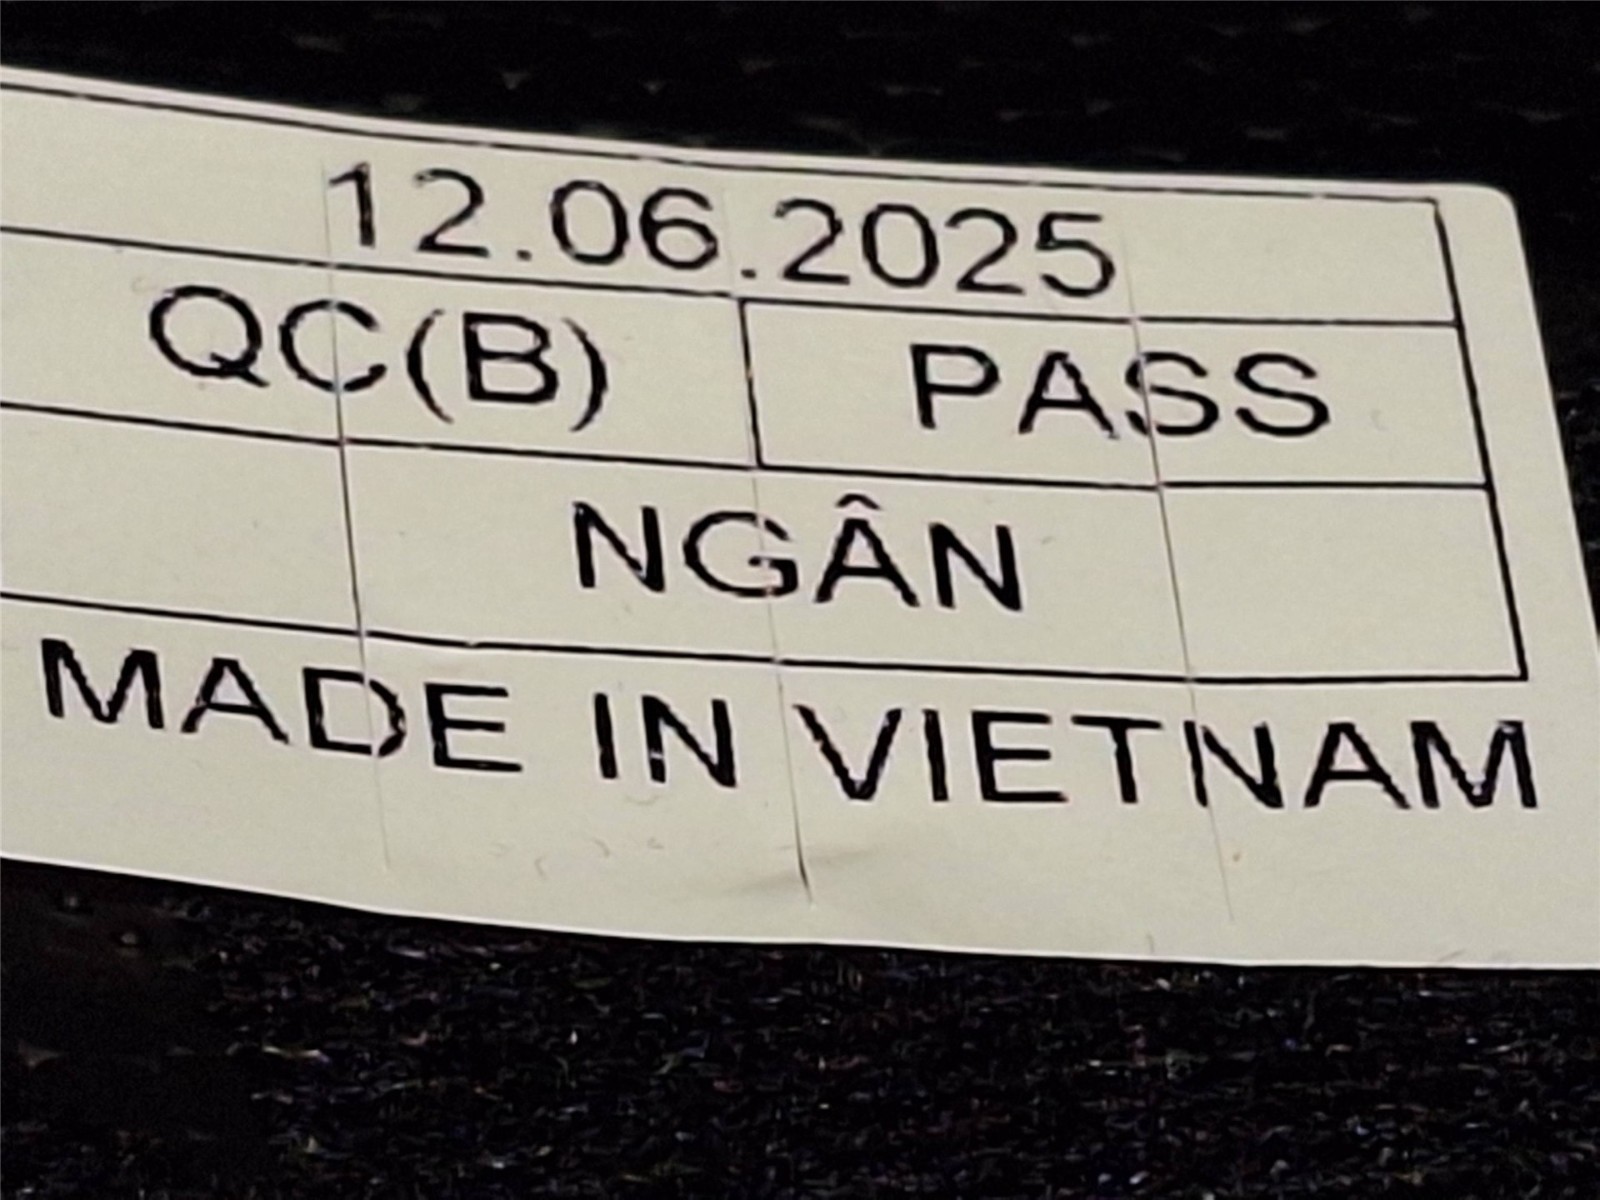 12.06.2025
QC(B) PASS
NGÂN
MADE IN VIETNAM